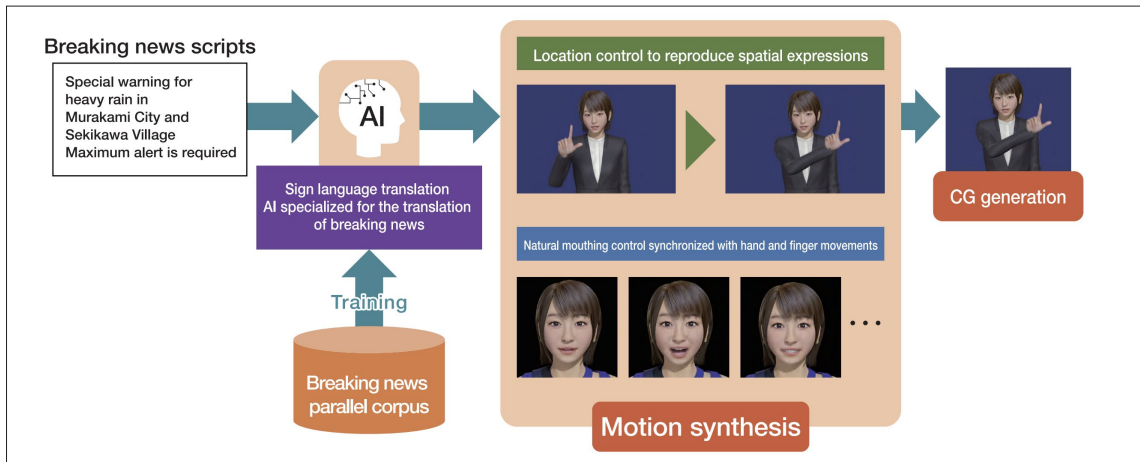 Breaking news scripts
Special warning for
heavy rain in
Murakami City and
Sekikawa Village
Maximum alert is required
AI
Sign language translation
AI specialized for the translation
of breaking news
Training
Breaking news
parallel corpus
Location control to reproduce spatial expressions
Natural mouthing control synchronized with hand and finger movements
...
Motion synthesis
CG generation